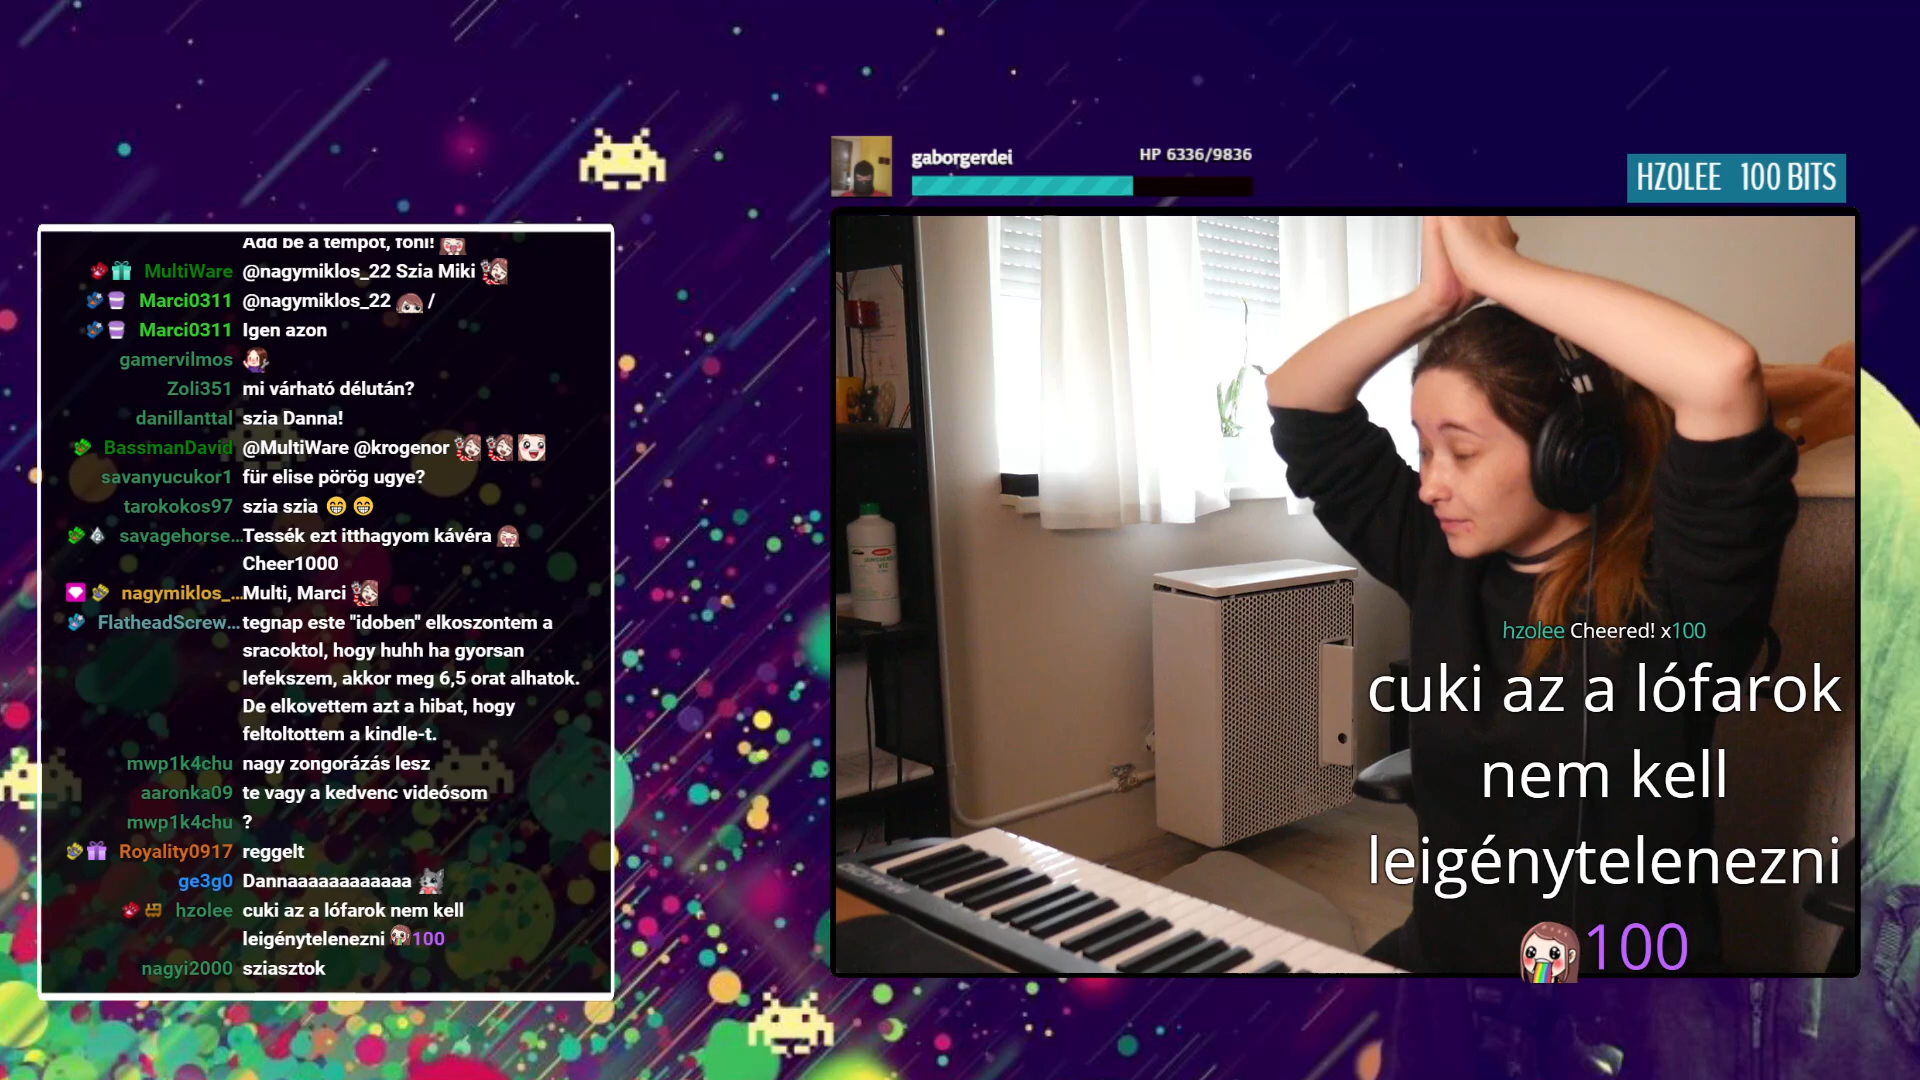 gaborgerdei HP 6336/9836
HZOLEE 100 BITS
Add be a tempót, föni!
MultiWare @nagymiklos_22 Szia Miki
Marci0311 @nagymiklos_22 /
Marci0311 Igen azon
gamervilmos
Zoli351 mi várható délután?
danillanttal szia Danna!
BassmanDavid @MultiWare @krogenor
savanyucukor1 für elise pörög ugye?
tarokokos97 szia szia 😁 😁
savagehorse... Tessék ezt itthagyom kávéra
Cheer1000
nagymiklos_... Multi, Marci
FlatheadScrew... tegnap este "idoben" elkoszontem a
sracoktol, hogy huhh ha gyorsan
lefekszem, akkor meg 6,5 orat alhatok.
De elkovettem azt a hibat, hogy
feltoltottem a kindle-t.
mwp1k4chu nagy zongorázás lesz
aaronka09 te vagy a kedvenc videósom
mwp1k4chu ?
Royality0917 reggelt
ge3g0 Dannaaaaaaaaaaaa
hzolee cuki az a lófarok nem kell
leigénytelenezni 100
nagyi2000 sziasztok
hzolee Cheered! x100
cuki az a lófarok
nem kell
leigénytelenezni
100